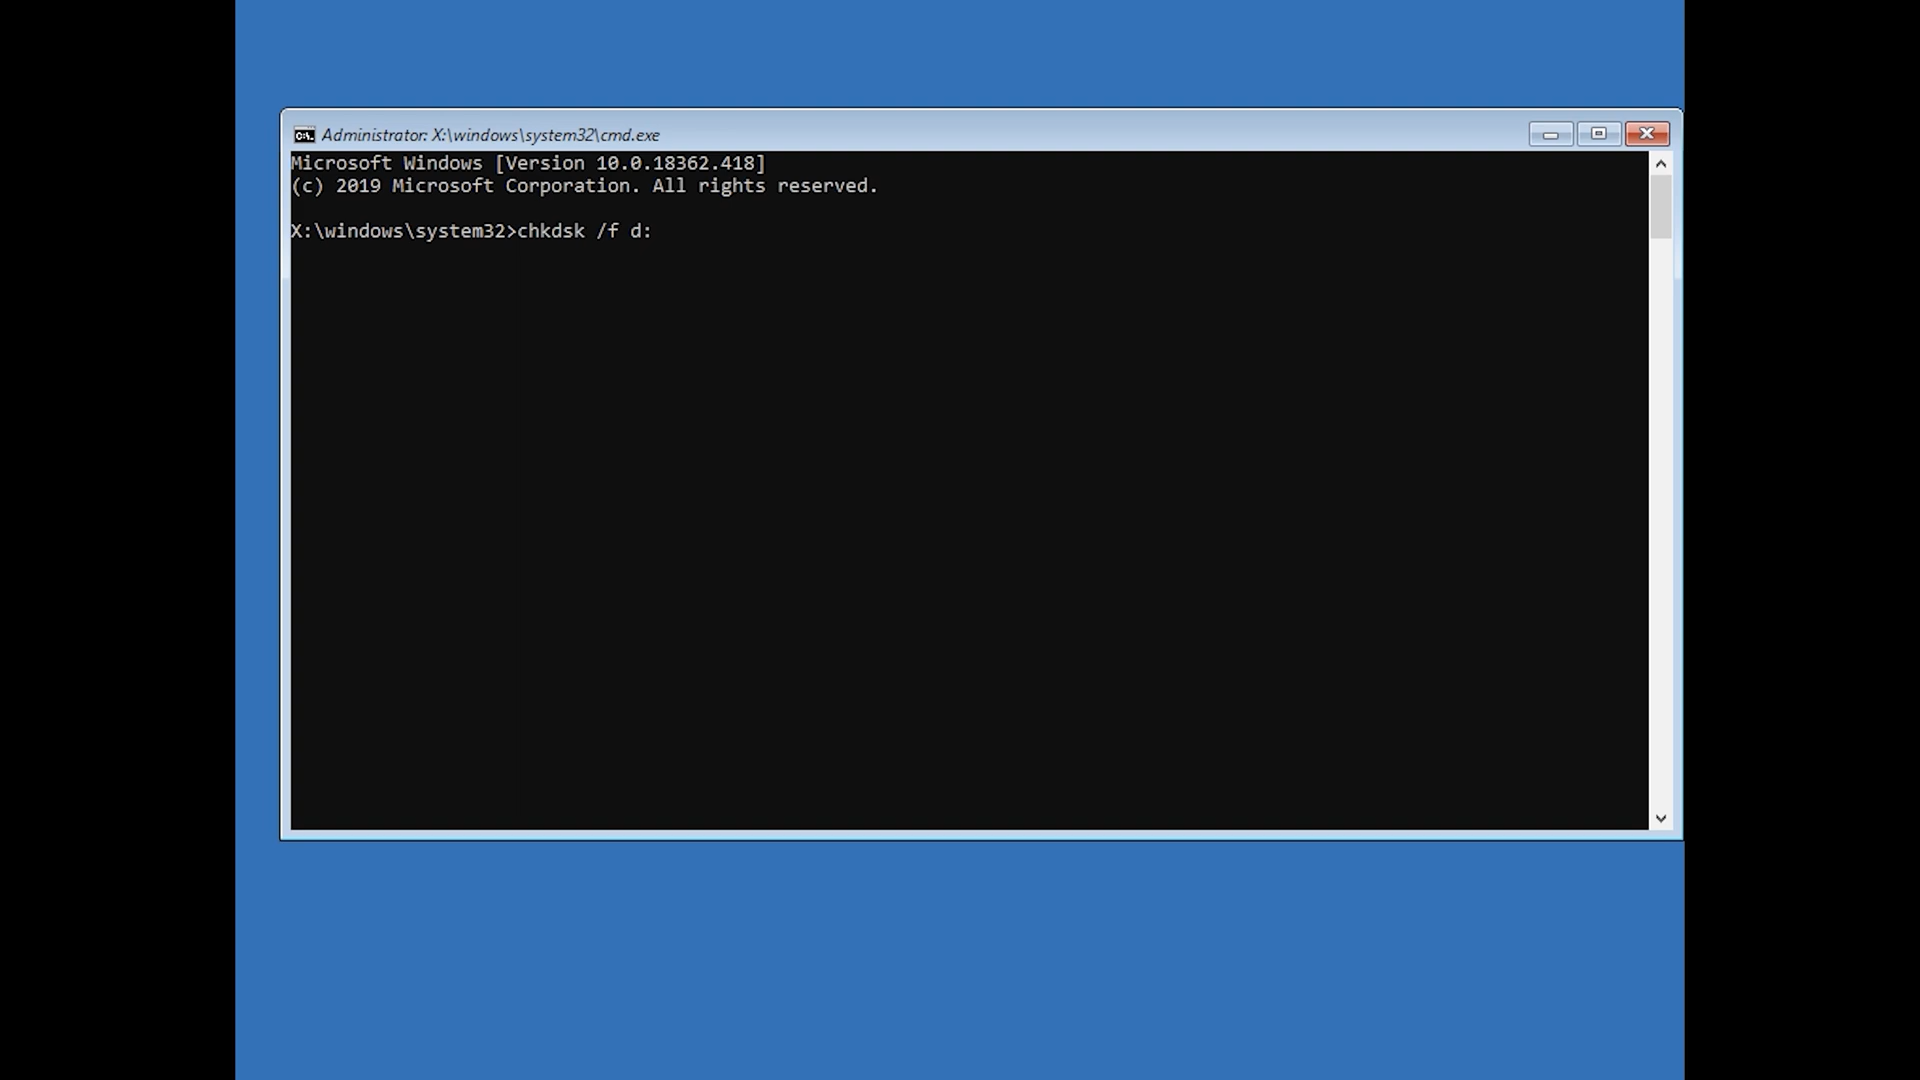 Administrator: X:\windows\system32\cmd.exe
Microsoft Windows [Version 10.0.18362.418]
(c) 2019 Microsoft Corporation. All rights reserved.
X:\windows\system32>chkdsk /f d: